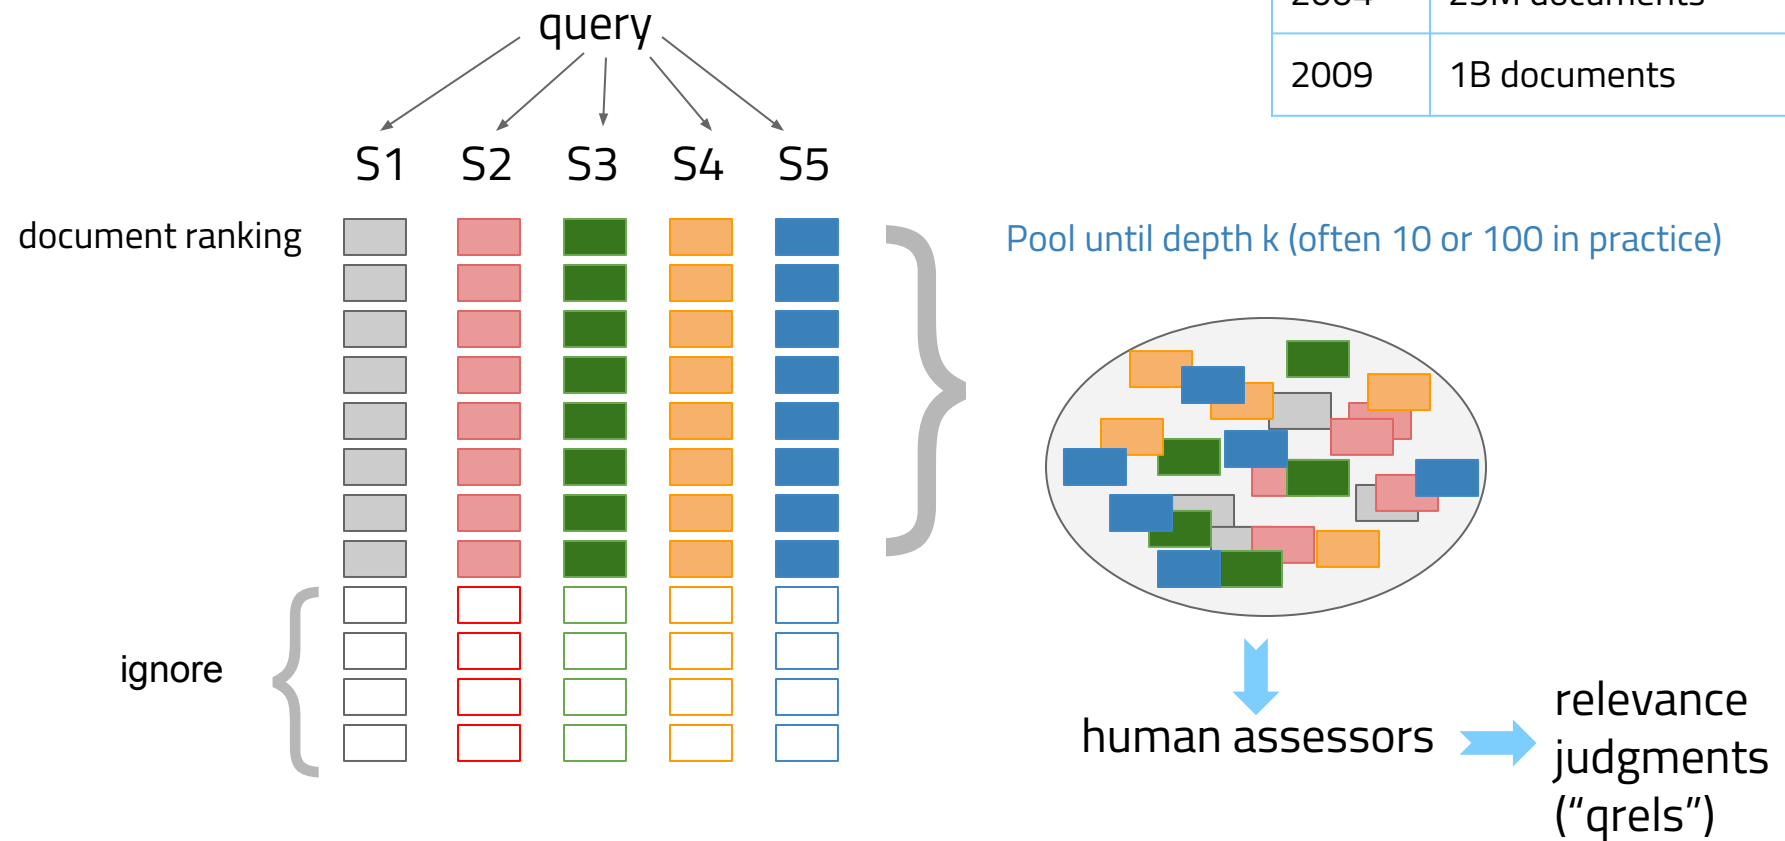 query
2009 1B documents
S1 S2 S3 S4 S5
document ranking
Pool until depth k (often 10 or 100 in practice)
ignore
human assessors
relevance
judgments
(“qrels”)